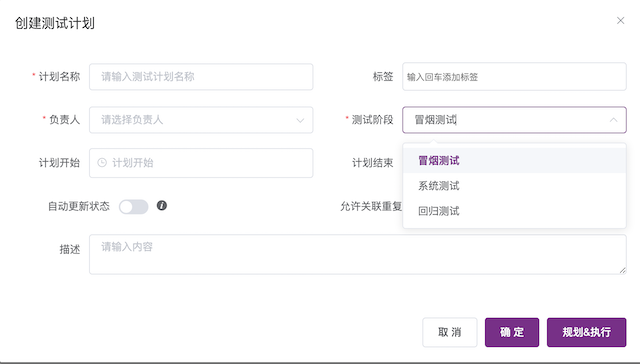 创建测试计划
* 计划名称 请输入测试计划名称 标签 输入回车添加标签
* 负责人 请选择负责人 * 测试阶段 冒烟测试
计划开始 计划开始 计划结束
冒烟测试
系统测试
回归测试
自动更新状态 允许关联重复
描述 请输入内容
取 消 确 定 规划&执行